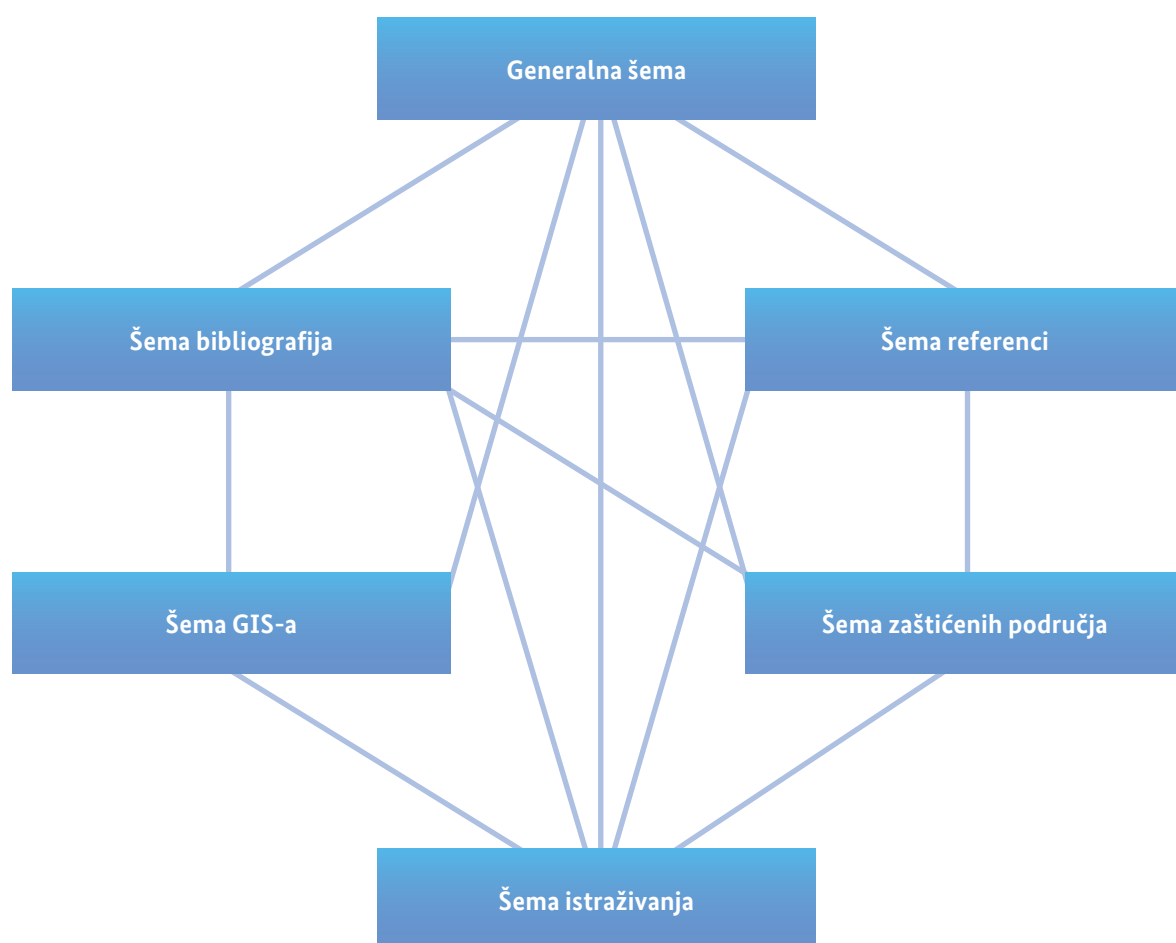 Generalna šema
Šema bibliografija
Šema referenci
Šema GIS-a
Šema zaštićenih područja
Šema istraživanja